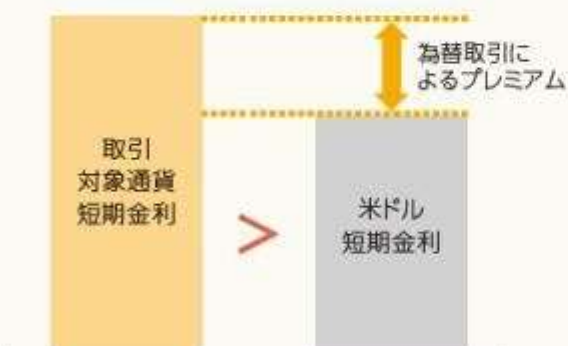 為替取引に
よるプレミアム
取引
対象通貨
短期金利
>
米ドル
短期金利